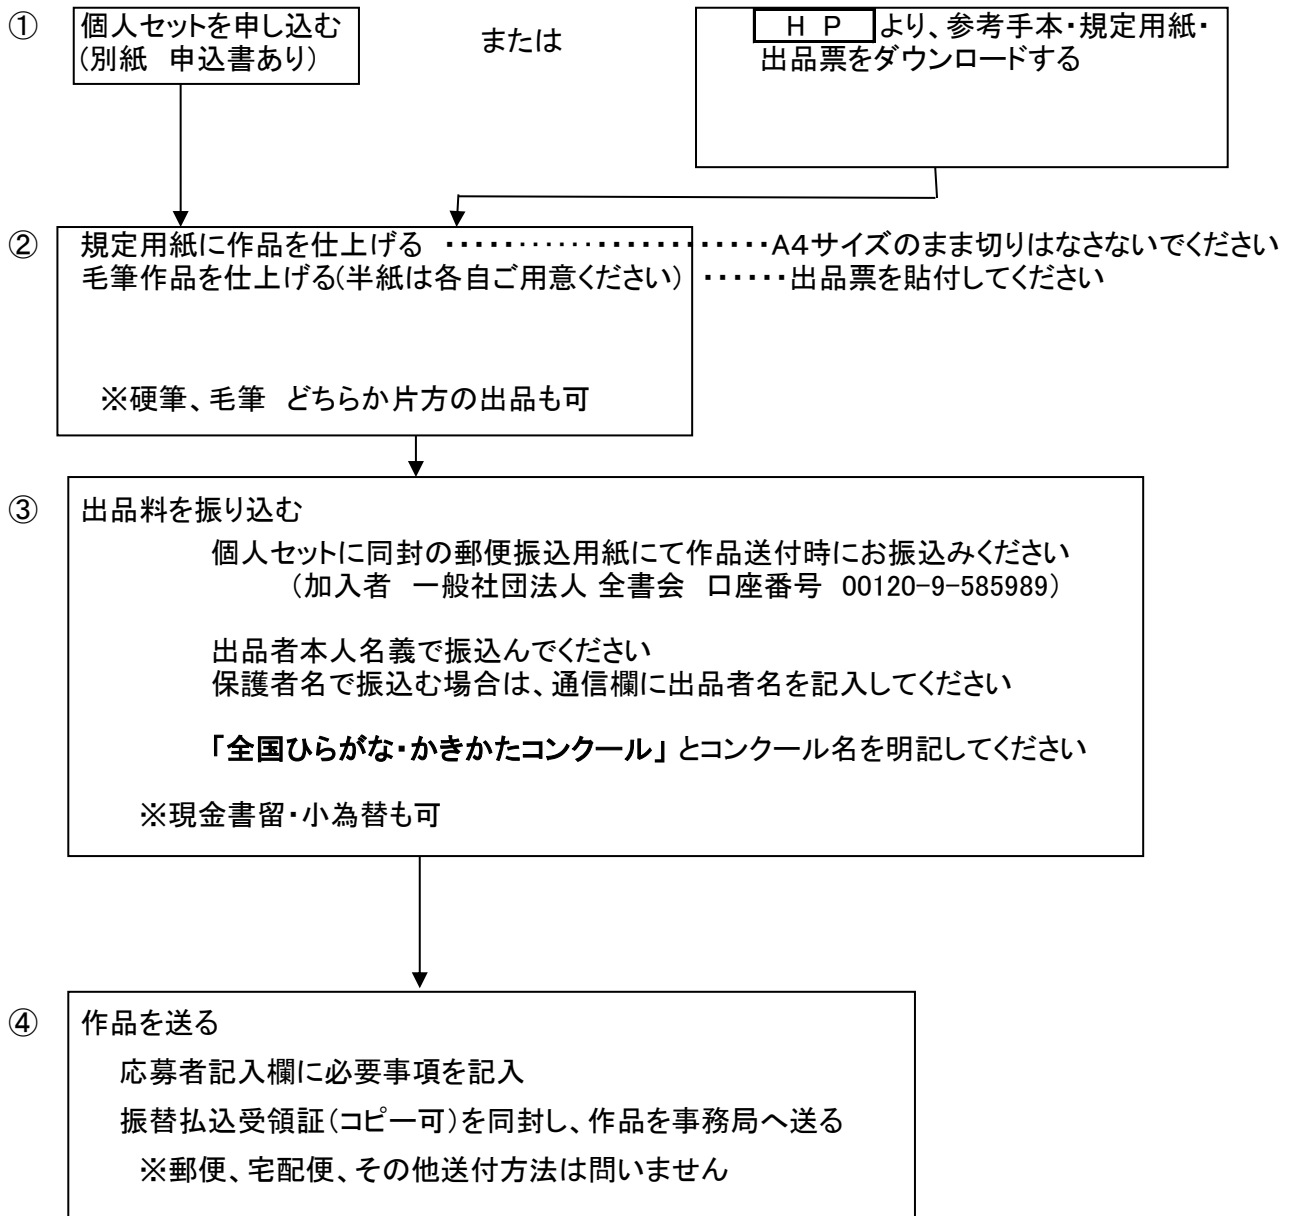 ①
個人セットを申し込む
(別紙　申込書あり)
または
ＨＰ より、参考手本・規定用紙・
出品票をダウンロードする
②
規定用紙に作品を仕上げる ・・・・・・・・・・・・・・・・・・・・・・A4サイズのまま切りはなさないでください
毛筆作品を仕上げる(半紙は各自ご用意ください) ・・・・・・出品票を貼付してください
※硬筆、毛筆　どちらか片方の出品も可
③
出品料を振り込む
個人セットに同封の郵便振込用紙にて作品送付時にお振込みください
（加入者　一般社団法人 全書会　口座番号　00120-9-585989）
出品者本人名義で振込んでください
保護者名で振込む場合は、通信欄に出品者名を記入してください
「全国ひらがな・かきかたコンクール」 とコンクール名を明記してください
※現金書留・小為替も可
④
作品を送る
応募者記入欄に必要事項を記入
振替払込受領証（コピー可）を同封し、作品を事務局へ送る
※郵便、宅配便、その他送付方法は問いません